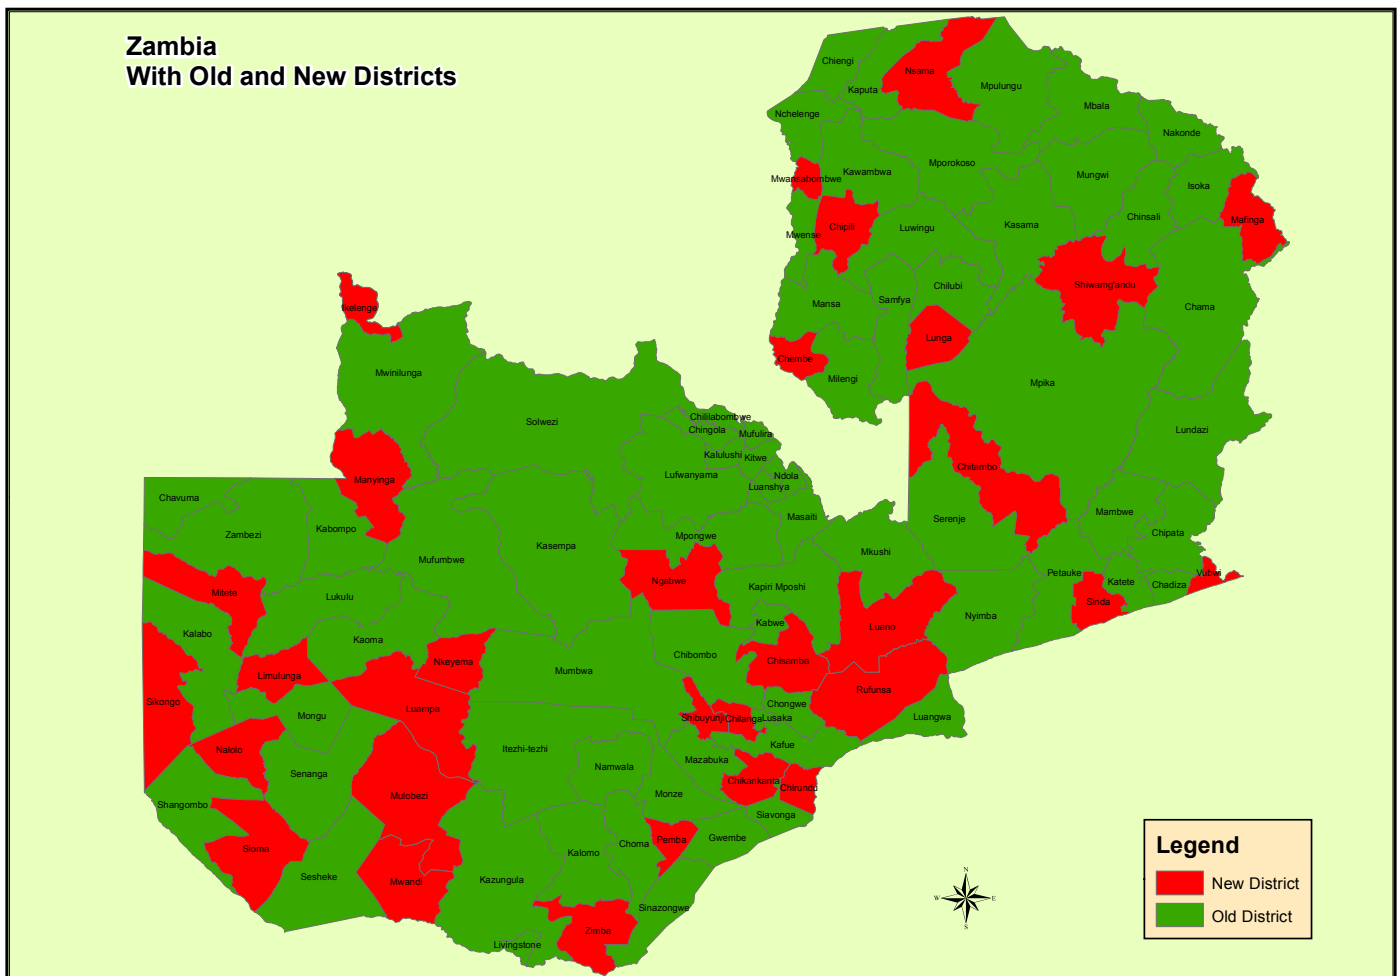 Zambia
With Old and New Districts
Chiengi
Kaputa
Nsama
Mpulungu
Mbala
Nchelenge
Nakonde
Mwansabombwe
Kawambwa
Mporokoso
Mungwi
Isoka
Mafinga
Chinsali
Mwense
Chipili
Luwingu
Kasama
Shiwamg'andu
Chama
Mansa
Samfya
Chilubi
Lunga
Chembe
Milengi
Mpika
Lundazi
Ikelenge
Mwinilunga
Solwezi
Chililabombwe
Chingola
Mufulira
Kalulushi
Kitwe
Lufwanyama
Ndola
Luanshya
Masaiti
Chitambo
Serenje
Mambwe
Chipata
Manyinga
Chavuma
Zambezi
Kabompo
Mufumbwe
Kasempa
Mpongwe
Mkushi
Ngabwe
Kapiri Mposhi
Petauke
Katete
Chadiza
Vubwi
Sinda
Nyimba
Mitete
Lukulu
Kalabo
Kaoma
Kabwe
Luano
Chibombo
Chisamba
Nkeyema
Mumbwa
Limulunga
Sikongo
Luampa
Rufunsa
Mongu
Chongwe
Luangwa
Shibuyunji
Chilanga
Lusaka
Nalolo
Itezhi-tezhi
Kafue
Mazabuka
Senanga
Namwala
Chikankanta
Chirundu
Mulobezi
Monze
Shangombo
Siavonga
Sioma
Choma
Pemba
Gwembe
Kalomo
Sesheke
Mwandi
Kazungula
Sinazongwe
Zimba
Livingstone
N
W
E
S
Legend
New District
Old District